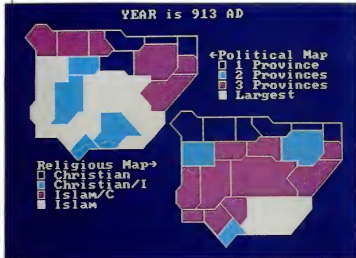 YEAR is 913 AD
←Political Map
1 Province
2 Provinces
3 Provinces
Largest
Religious Map→
Christian
Christian/I
Islam/C
Islam